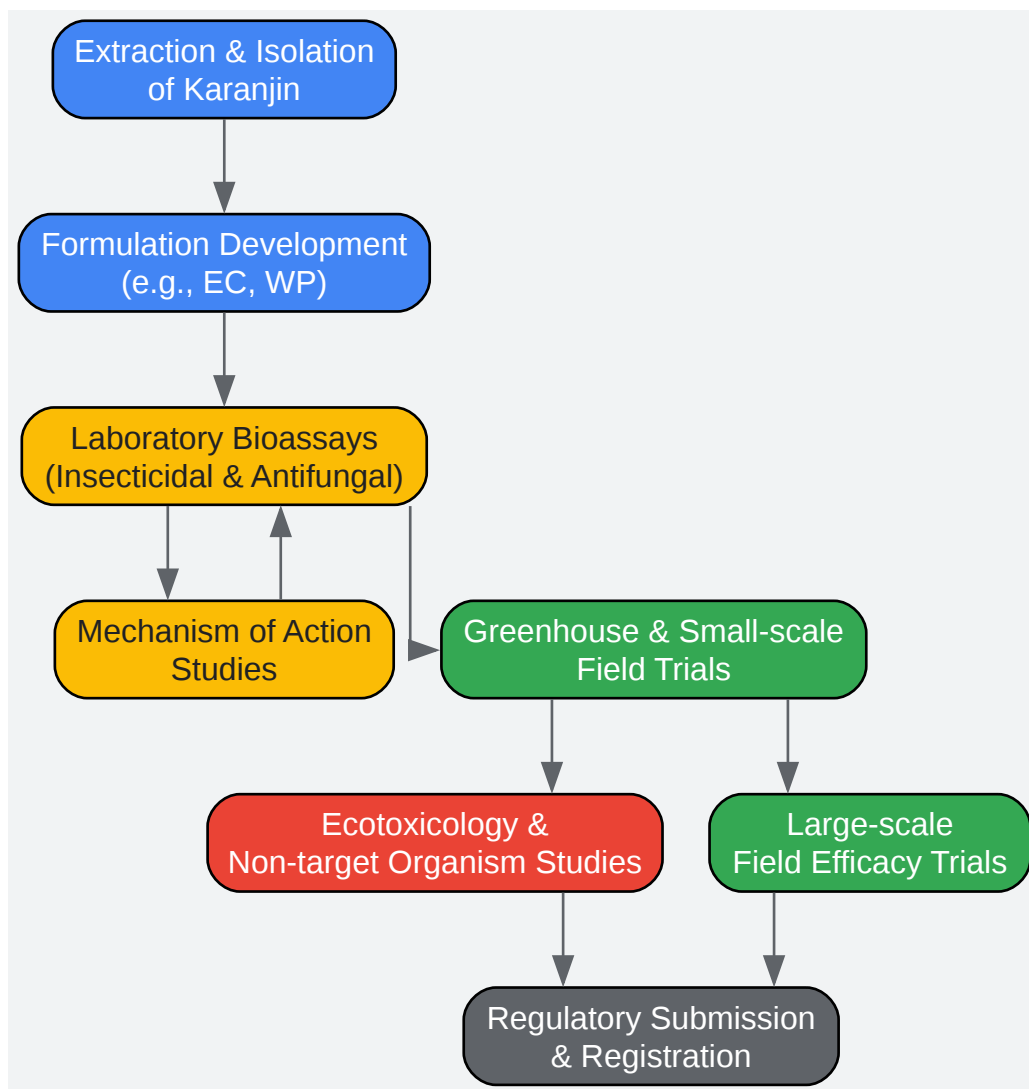 Extraction & Isolation
of Karanjin
Formulation Development
(e.g., EC, WP)
Laboratory Bioassays
(Insecticidal & Antifungal)
Mechanism of Action
Studies
Greenhouse & Small-scale
Field Trials
Ecotoxicology &
Non-target Organism Studies
Large-scale
Field Efficacy Trials
Regulatory Submission
& Registration